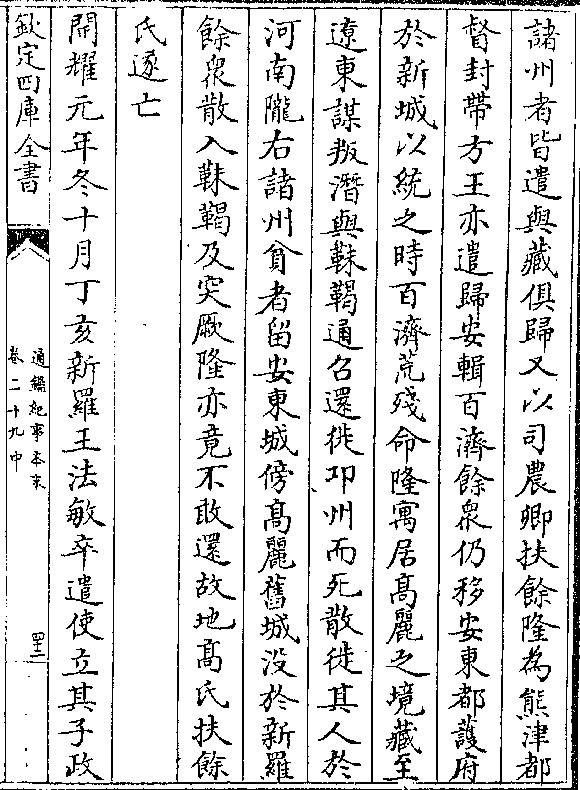 諸州者皆遣與藏俱歸又以司農卿扶餘隆為熊津都
督封帶方王亦遣歸安輯百濟餘衆仍移安東都護府
於新城以統之時百濟荒殘命隆寓居高麗之境藏至
遼東謀叛潛與靺鞨通召還徙卭州而死散徙其人於
河南隴右諸州貧者留安東城傍高麗舊城没於新羅
餘衆散入靺鞨及突厥隆亦竟不敢還故地高氏扶餘
氏遂亡
開耀元年冬十月丁亥新羅王法敏卒遣使立其子政
欽定四庫全書
通鑑紀事本末
卷二十九中
四三